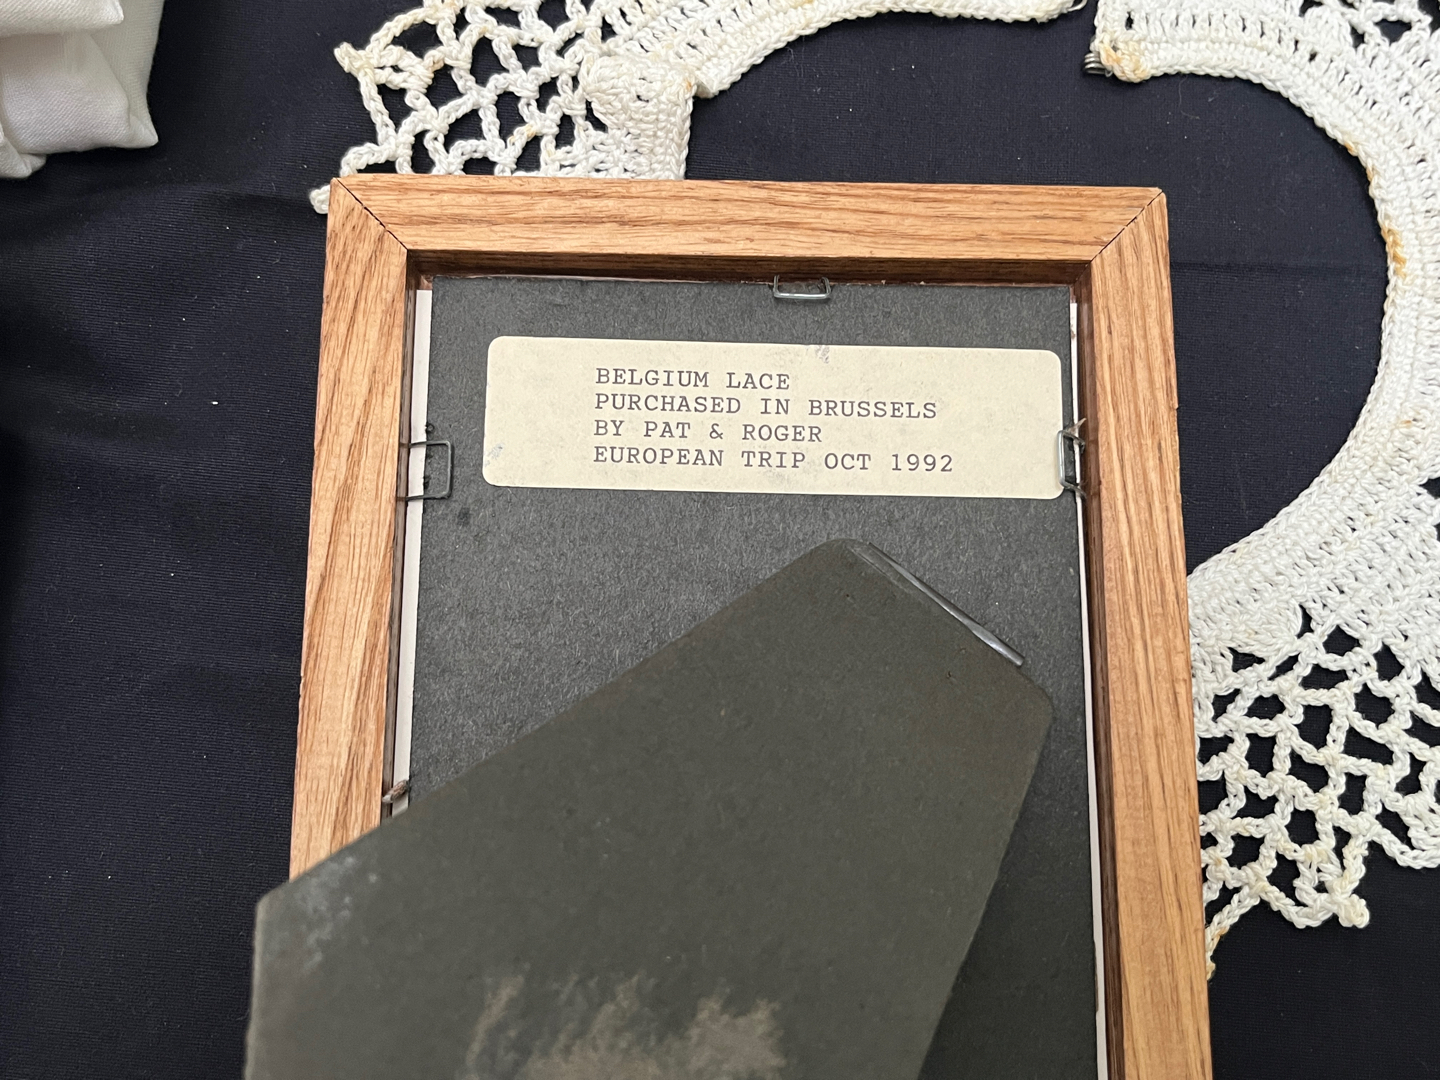 BELGIUM LACE
PURCHASED IN BRUSSELS
BY PAT & ROGER
EUROPEAN TRIP OCT 1992